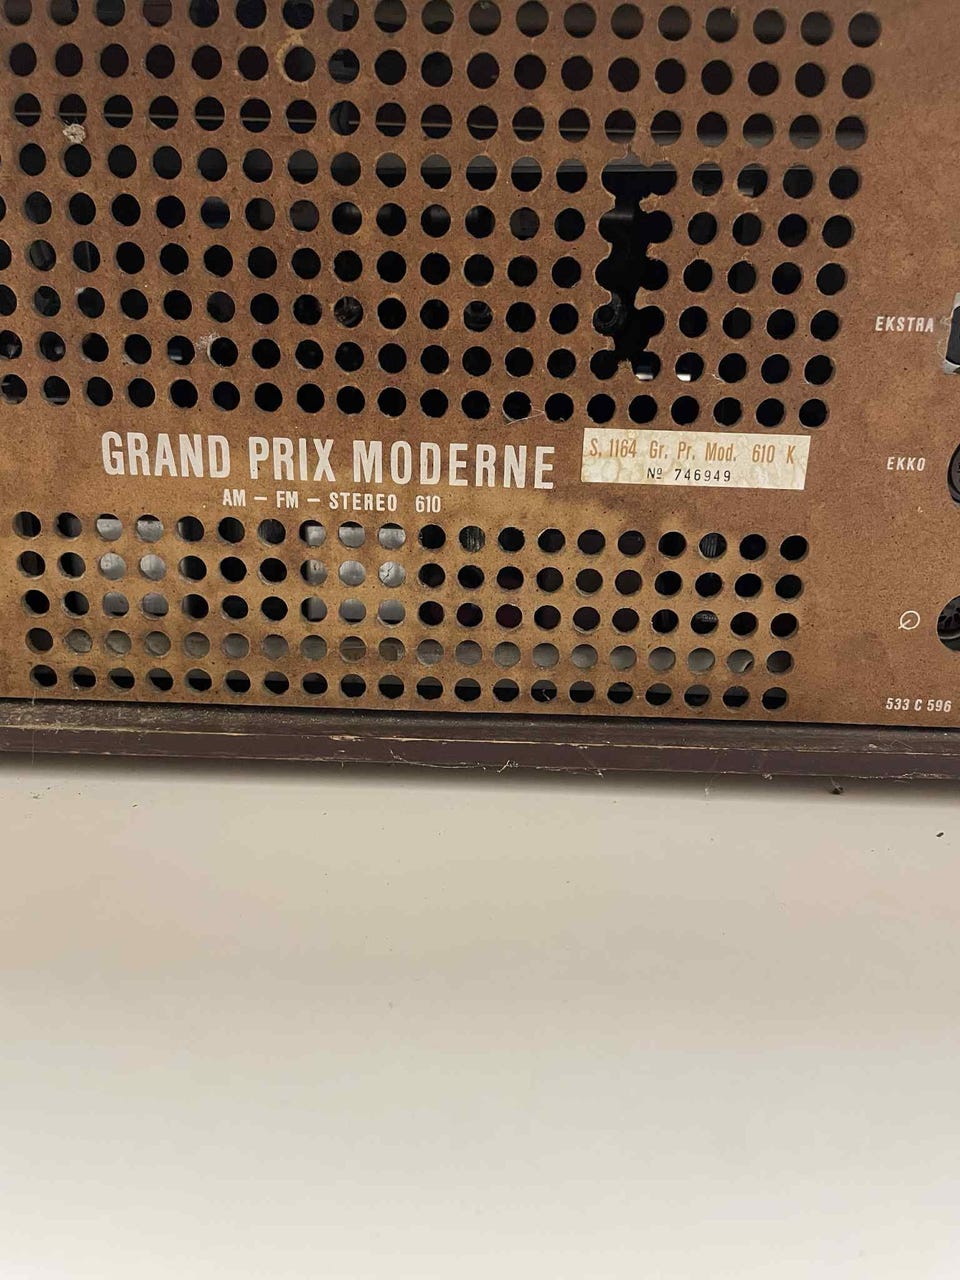 EKSTRA
GRAND PRIX MODERNE
AM – FM – STEREO 610
S. 1164 Gr. Pr. Mod. 610 K
Nº 746949
EKKO
533 C 596